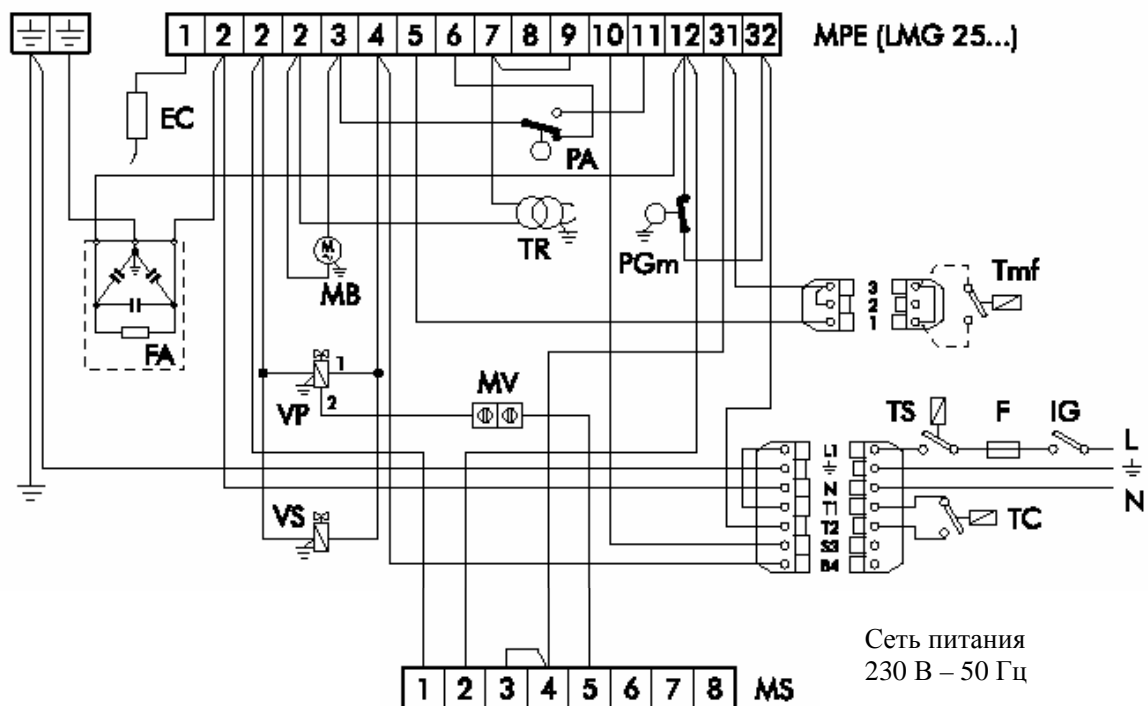 1 2 2 2 3 4 5 6 7 8 9 10 11 12 31 32 MPE (LMG 25...)
EC
PA
TR
PGm
M
~
MB
3
2
1
Tmf
FA
1
2
VP
MV
TS F IG
L1 L
N N
T1
T2 TC
S3
B4
VS
Сеть питания
230 В – 50 Гц
1 2 3 4 5 6 7 8 MS